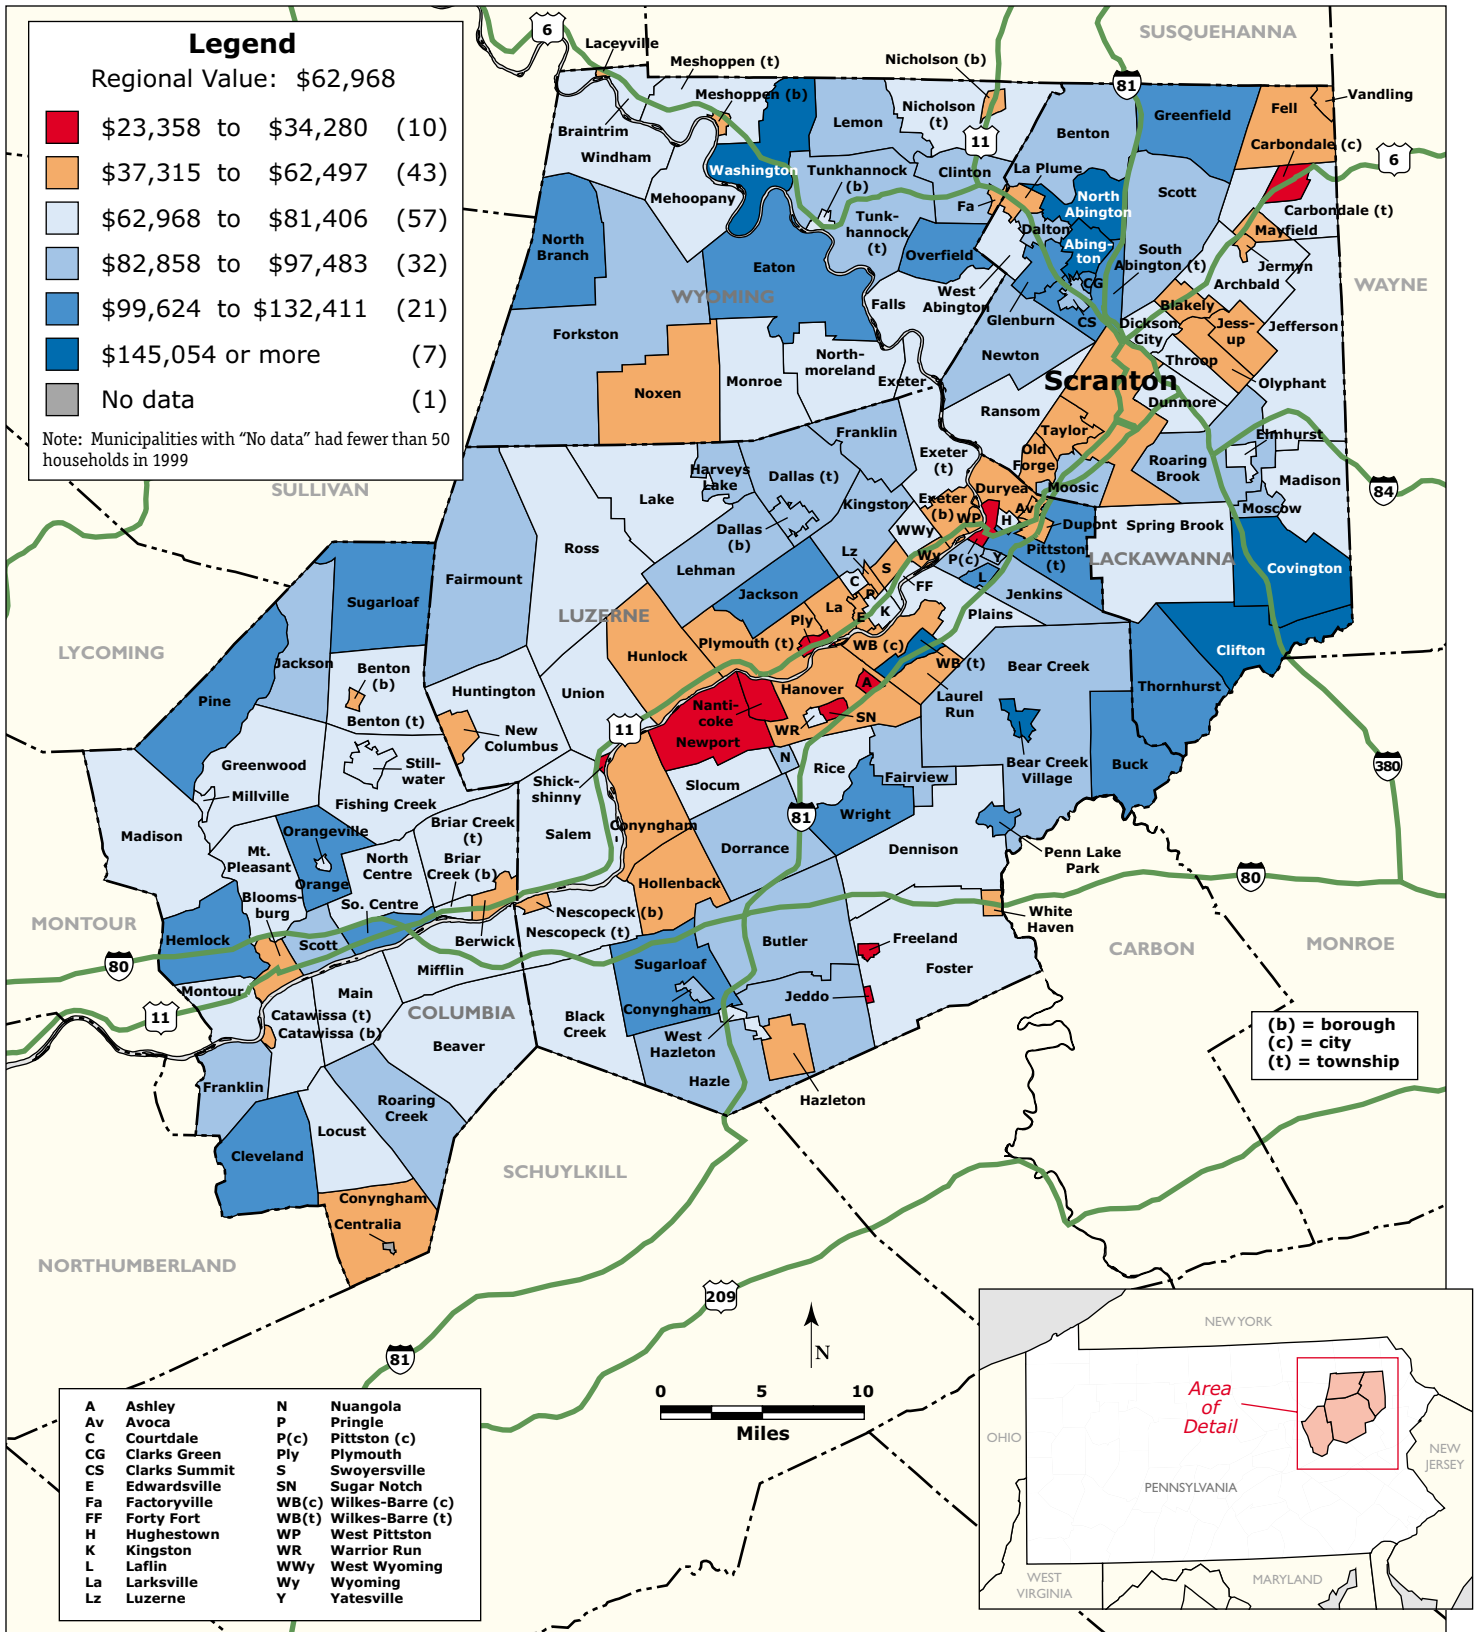 Legend
Regional Value: $62,968
$23,358 to $34,280 (10)
$37,315 to $62,497 (43)
$62,968 to $81,406 (57)
$82,858 to $97,483 (32)
$99,624 to $132,411 (21)
$145,054 or more (7)
No data (1)
Note: Municipalities with “No data” had fewer than 50
households in 1999
6
Laceyville
Meshoppen (t)
Meshoppen (b)
Nicholson (b)
SUSQUEHANNA
81
Nicholson
(t)
Lemon
11
Benton
Greenfield
Fell
Vandling
Carbondale (c)
6
Braintrim
Windham
Washington
Tunkhannock
(b)
Clinton
La Plume
Scott
Mehoopany
Fa
North
Abington
Carbondale (t)
Mayfield
North
Branch
Tunk-
hannock
(t)
Dalton
Abing-
ton
South
Abington (t)
Jermyn
Archbald
WAYNE
Eaton
Overfield
CG
WYOMING
Falls
West
Abington
Glenburn
CS
Blakely
Forkston
Dickson
City
Jess-
up
Jefferson
North-
moreland
Newton
Throop
Noxen
Monroe
Exeter
Scranton
Olyphant
Ransom
Dunmore
Franklin
Taylor
Elmhurst
Exeter
(t)
Old
Forge
Harveys
Lake
Dallas (t)
Roaring
Brook
Madison
SULLIVAN
Lake
Kingston
Exeter
(b)
Duryea
Moosic
84
Moscow
Dallas
(b)
WWy
WP
H
Av
Dupont
Spring Brook
Ross
Lz
Wy
P(c)
Y
Pittston
(t)
LACKAWANNA
Covington
Fairmount
Lehman
S
C
FF
L
Jenkins
Sugarloaf
Jackson
P
La
K
E
Plains
LUZERNE
Ply
Plymouth (t)
WB (c)
LYCOMING
Jackson
Benton
(b)
Hunlock
WB (t)
Bear Creek
Clifton
Pine
Huntington
Union
Hanover
A
Laurel
Run
Thornhurst
Benton (t)
New
Columbus
11
Nanti-
coke
SN
WR
Newport
Greenwood
Still-
water
Shick-
shinny
N
Rice
Bear Creek
Village
Buck
380
Millville
Fishing Creek
Slocum
Fairview
Madison
Orangeville
Briar Creek
(t)
Salem
Conyngham
81
Wright
Mt.
Pleasant
North
Centre
Briar
Creek (b)
Dorrance
Dennison
Penn Lake
Park
Orange
Hollenback
80
Blooms-
burg
So. Centre
Nescopeck (b)
White
Haven
MONTOUR
Hemlock
Scott
Berwick
Nescopeck (t)
Butler
Freeland
CARBON
MONROE
80
Mifflin
Sugarloaf
Foster
Montour
Main
Jeddo
11
Catawissa (t)
COLUMBIA
Black
Creek
Conyngham
Catawissa (b)
Beaver
West
Hazleton
(b) = borough
(c) = city
(t) = township
Franklin
Roaring
Creek
Hazle
Hazleton
Locust
Cleveland
SCHUYLKILL
Conyngham
Centralia
NORTHUMBERLAND
209
81
N
0 5 10
Miles
A Ashley
Av Avoca
C Courtdale
CG Clarks Green
CS Clarks Summit
E Edwardsville
Fa Factoryville
FF Forty Fort
H Hughestown
K Kingston
L Laflin
La Larksville
Lz Luzerne
N Nuangola
P Pringle
P(c) Pittston (c)
Ply Plymouth
S Swoyersville
SN Sugar Notch
WB(c) Wilkes-Barre (c)
WB(t) Wilkes-Barre (t)
WP West Pittston
WR Warrior Run
WWy West Wyoming
Wy Wyoming
Y Yatesville
NEW YORK
Area
of
Detail
OHIO
NEW
JERSEY
PENNSYLVANIA
WEST
VIRGINIA
MARYLAND